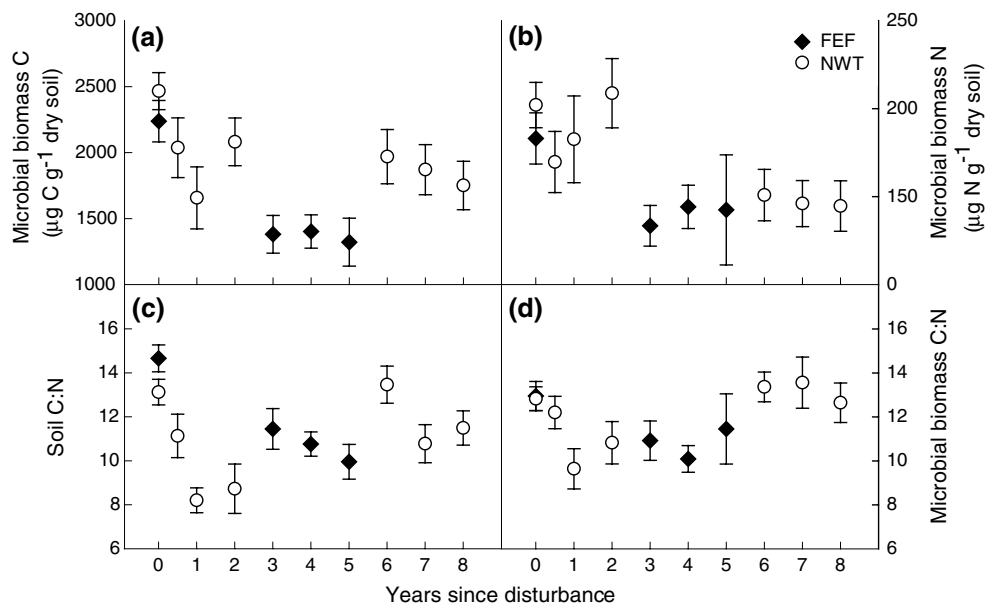 3000
2500
2000
1500
1000
Microbial biomass C
(μg C g⁻¹ dry soil)
(a)
(b)
FEF
NWT
250
200
150
100
50
0
Microbial biomass N
(μg N g⁻¹ dry soil)
16
14
12
10
8
6
Soil C:N
(c)
(d)
16
14
12
10
8
6
Microbial biomass C:N
0 1 2 3 4 5 6 7 8
0 1 2 3 4 5 6 7 8
Years since disturbance